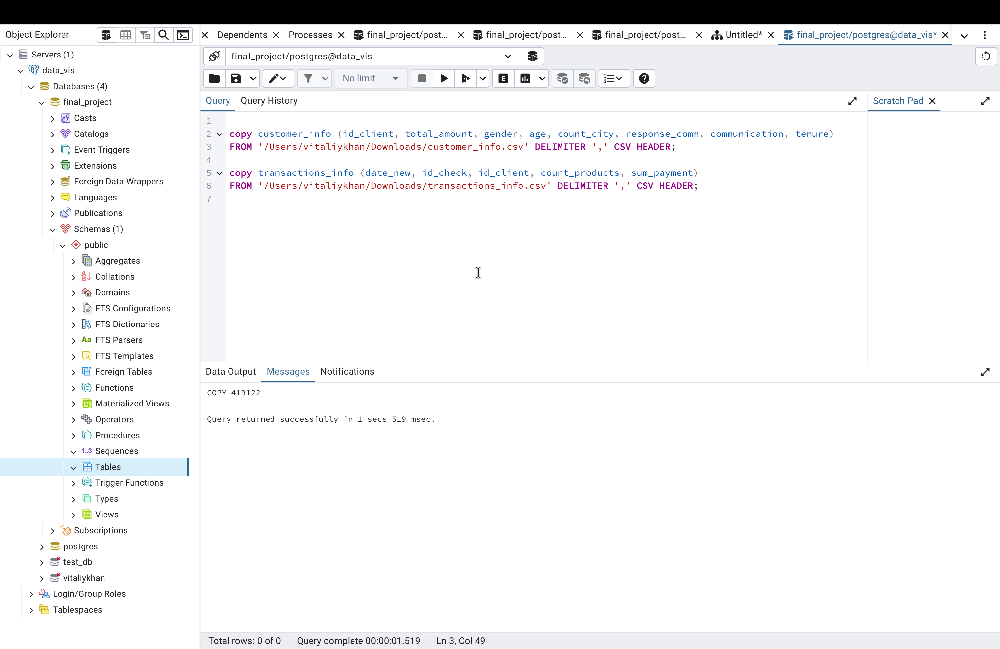 Object Explorer
Dependents
Processes
final_project/post...
final_project/post...
final_project/post...
Untitled*
final_project/postgres@data_vis*
Servers (1)
data_vis
Databases (4)
final_project
Casts
Catalogs
Event Triggers
Extensions
Foreign Data Wrappers
Languages
Publications
Schemas (1)
public
Aggregates
Collations
Domains
FTS Configurations
FTS Dictionaries
Aa FTS Parsers
FTS Templates
Foreign Tables
Functions
Materialized Views
Operators
Procedures
1..3 Sequences
Tables
Trigger Functions
Types
Views
Subscriptions
postgres
test_db
vitaliykhan
Login/Group Roles
Tablespaces
final_project/postgres@data_vis
No limit
E
Query
Query History
Scratch Pad
1
2 copy customer_info (id_client, total_amount, gender, age, count_city, response_comm, communication, tenure)
3 FROM '/Users/vitaliykhan/Downloads/customer_info.csv' DELIMITER ',' CSV HEADER;
4
5 copy transactions_info (date_new, id_check, id_client, count_products, sum_payment)
6 FROM '/Users/vitaliykhan/Downloads/transactions_info.csv' DELIMITER ',' CSV HEADER;
7
Data Output
Messages
Notifications
COPY 419122
Query returned successfully in 1 secs 519 msec.
Total rows: 0 of 0
Query complete 00:00:01.519
Ln 3, Col 49